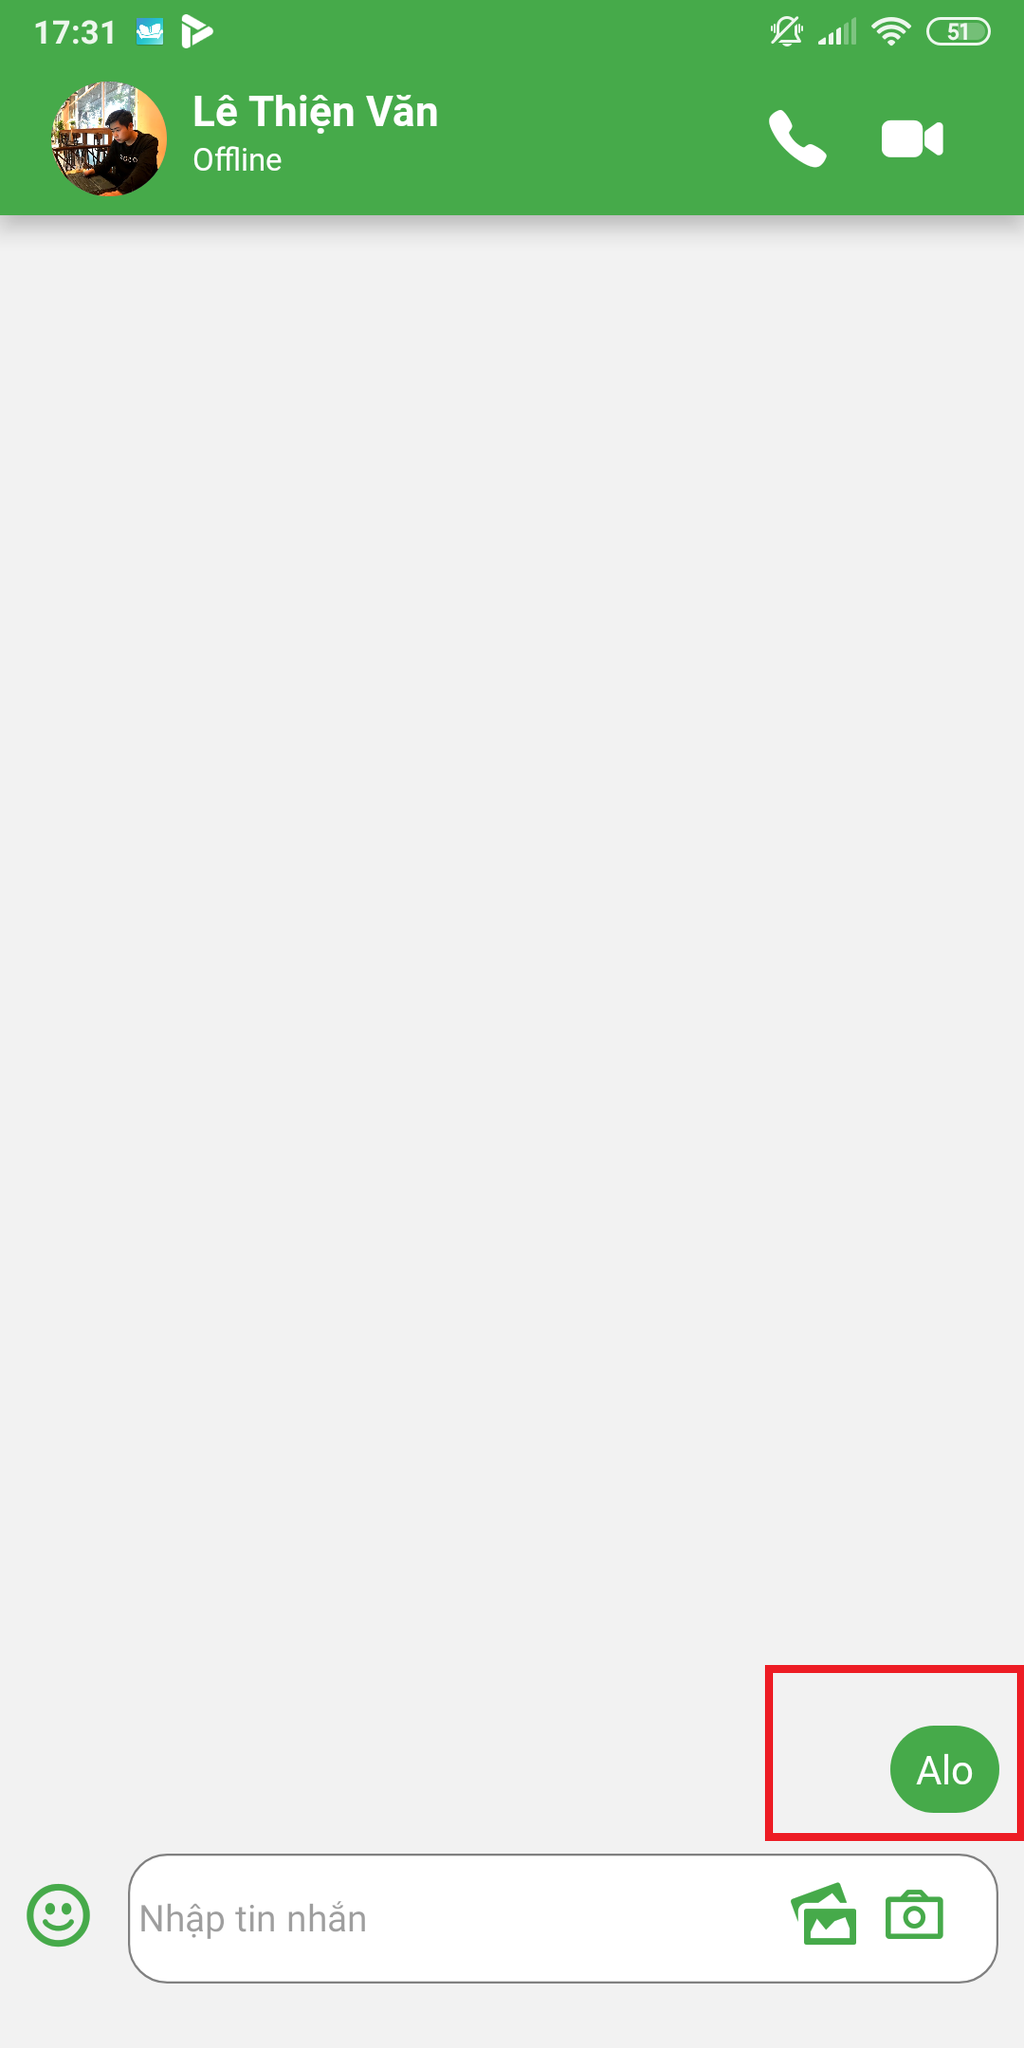 17:31
51
Lê Thiện Văn
Offline
Alo
Nhập tin nhắn